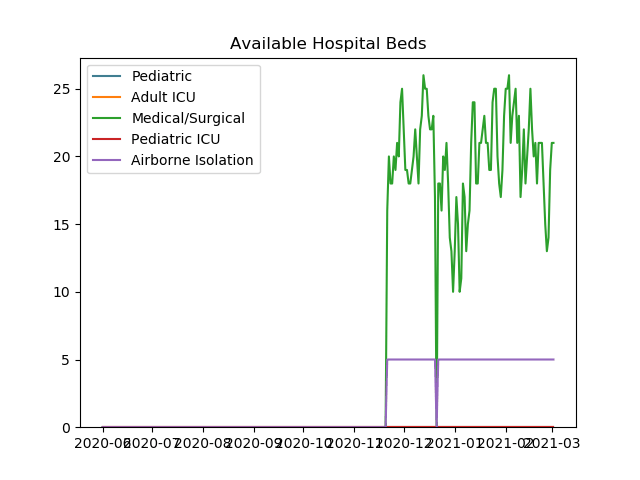 Available Hospital Beds
Pediatric
Adult ICU
Medical/Surgical
Pediatric ICU
Airborne Isolation
25
20
15
10
5
0
2020-06 2020-07 2020-08 2020-09 2020-10 2020-11 2020-12 2021-01 2021-02 2021-03